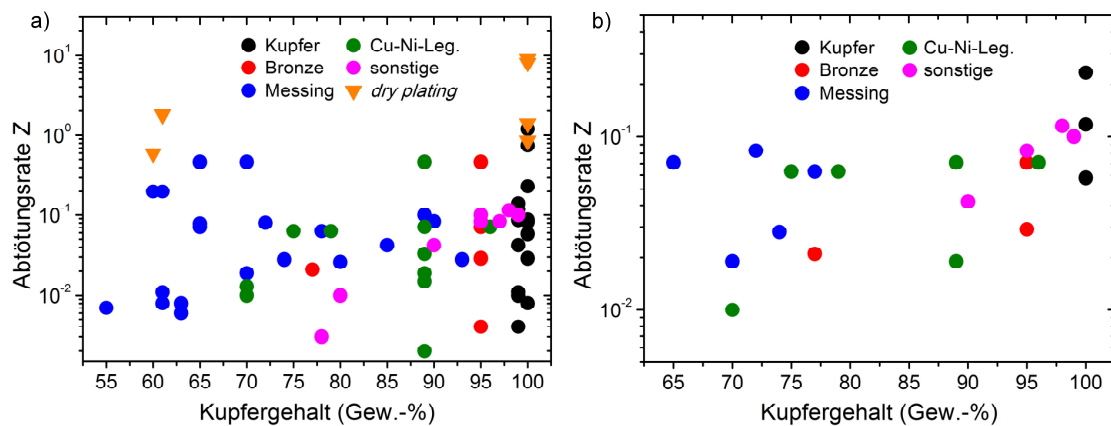 a)
Abtötungsrate Z
10¹
10⁰
10⁻¹
10⁻²
Kupfer
Bronze
Messing
Cu-Ni-Leg.
sonstige
dry plating
55 60 65 70 75 80 85 90 95 100
Kupfergehalt (Gew.-%)
b)
Abtötungsrate Z
10⁻¹
10⁻²
Kupfer
Bronze
Messing
Cu-Ni-Leg.
sonstige
65 70 75 80 85 90 95 100
Kupfergehalt (Gew.-%)